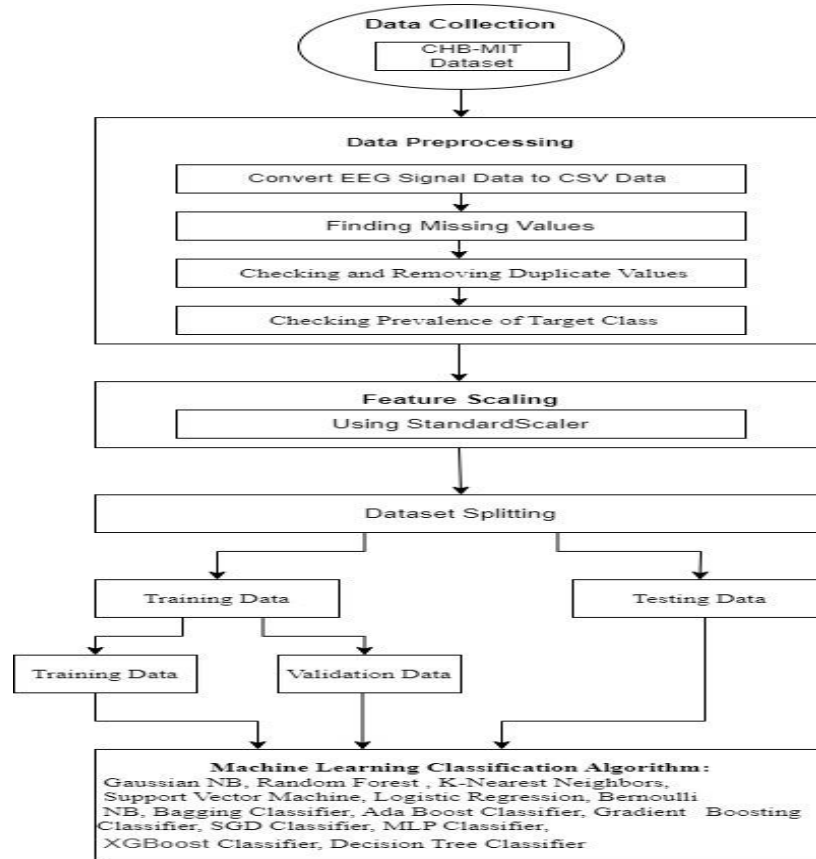 Data Collection
CHB-MIT
Dataset
Data Preprocessing
Convert EEG Signal Data to CSV Data
Finding Missing Values
Checking and Removing Duplicate Values
Checking Prevalence of Target Class
Feature Scaling
Using StandardScaler
Dataset Splitting
Training Data
Testing Data
Training Data
Validation Data
Machine Learning Classification Algorithm:
Gaussian NB, Random Forest , K-Nearest Neighbors,
Support Vector Machine, Logistic Regression, Bernoulli
NB, Bagging Classifier, Ada Boost Classifier, Gradient Boosting
Classifier, SGD Classifier, MLP Classifier,
XGBoost Classifier, Decision Tree Classifier